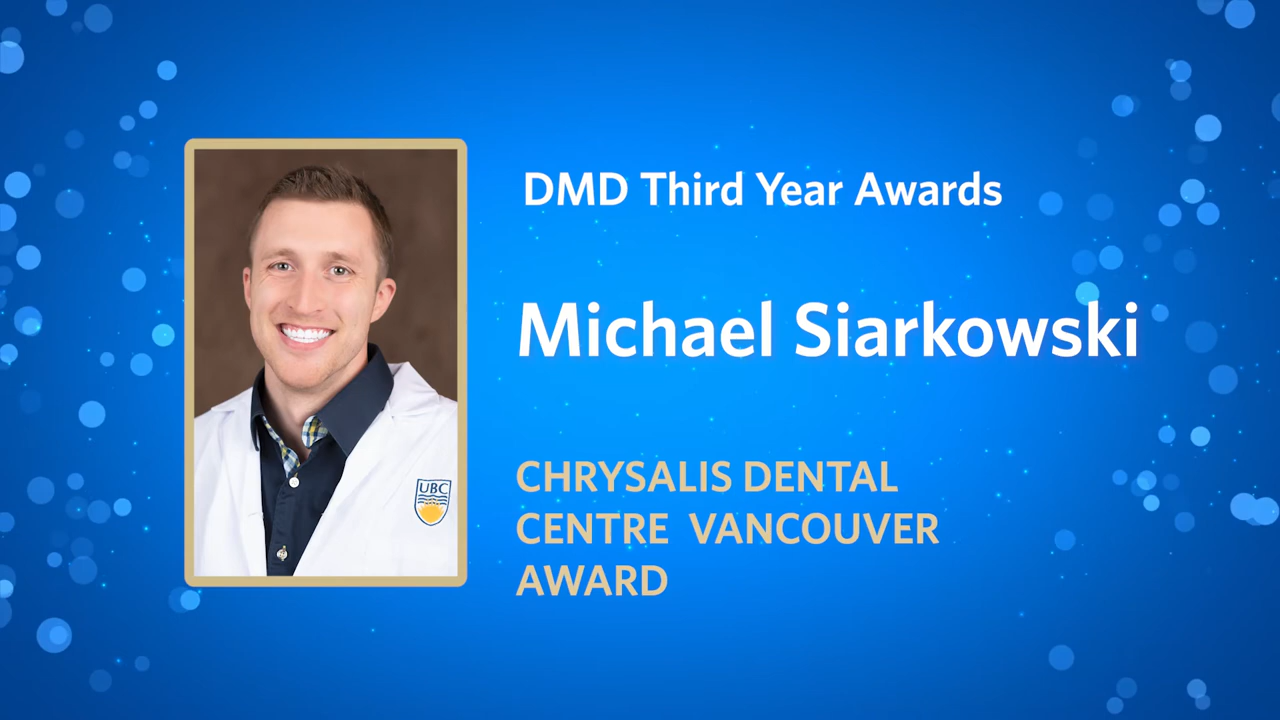 DMD Third Year Awards
Michael Siarkowski
CHRYSALIS DENTAL
CENTRE VANCOUVER
AWARD
UBC